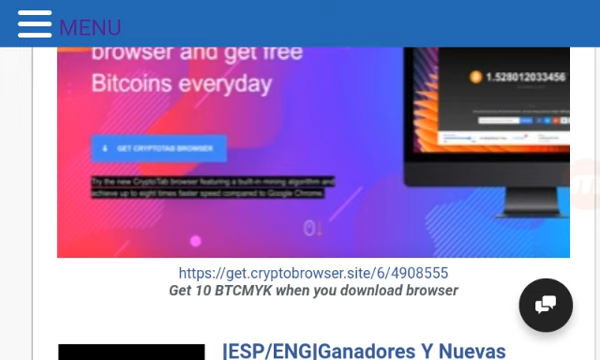 MENU
browser and get free
Bitcoins everyday
1.528012033456
GET CRYPTOTAB BROWSER
Try the new CryptoTab browser featuring a built-in mining algorithm and
achieve up to eight times faster speed compared to Google Chrome.
https://get.cryptobrowser.site/6/4908555
Get 10 BTCMYK when you download browser
|ESP/ENG|Ganadores Y Nuevas